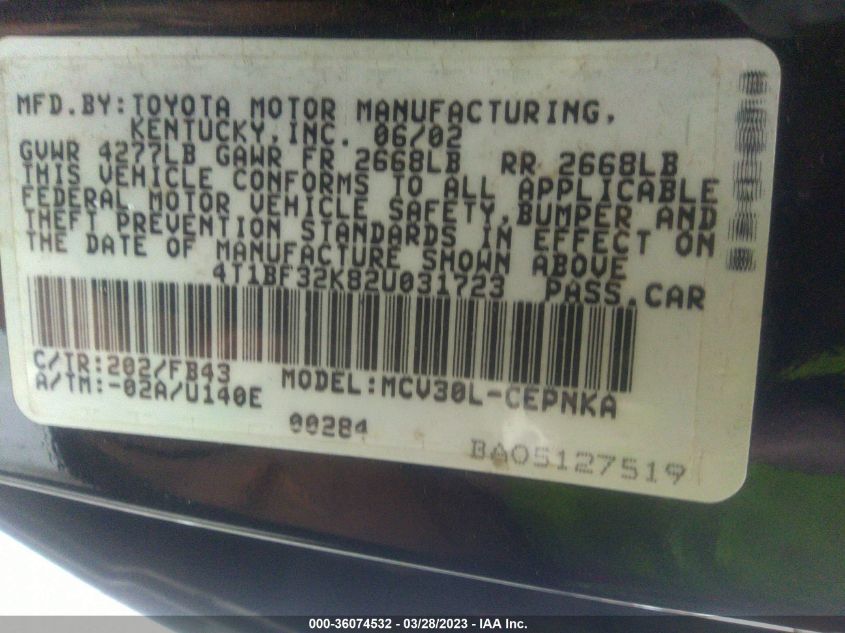 MFD.BY:TOYOTA MOTOR MANUFACTURING,
KENTUCKY,INC. 06/02
GVWR 4277LB GAWR FR 2668LB RR 2668LB
THIS VEHICLE CONFORMS TO ALL APPLICABLE
FEDERAL MOTOR VEHICLE SAFETY,BUMPER AND
THEFT PREVENTION STANDARDS IN EFFECT ON
THE DATE OF MANUFACTURE SHOWN ABOVE
4T1BF32K82U031723 PASS.CAR
C/TR:202/FB43 MODEL:MCV30L-CEPNKA
A/TM:-02A/U140E
00284
BA05127519
000-36074532 - 03/28/2023 - IAA Inc.